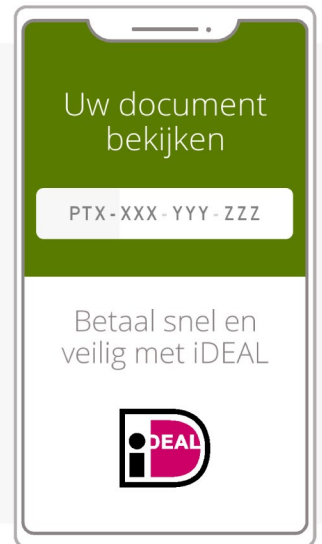 Uw document
bekijken
PTX-XXX-YYY-ZZZ
Betaal snel en
veilig met iDEAL
iDEAL